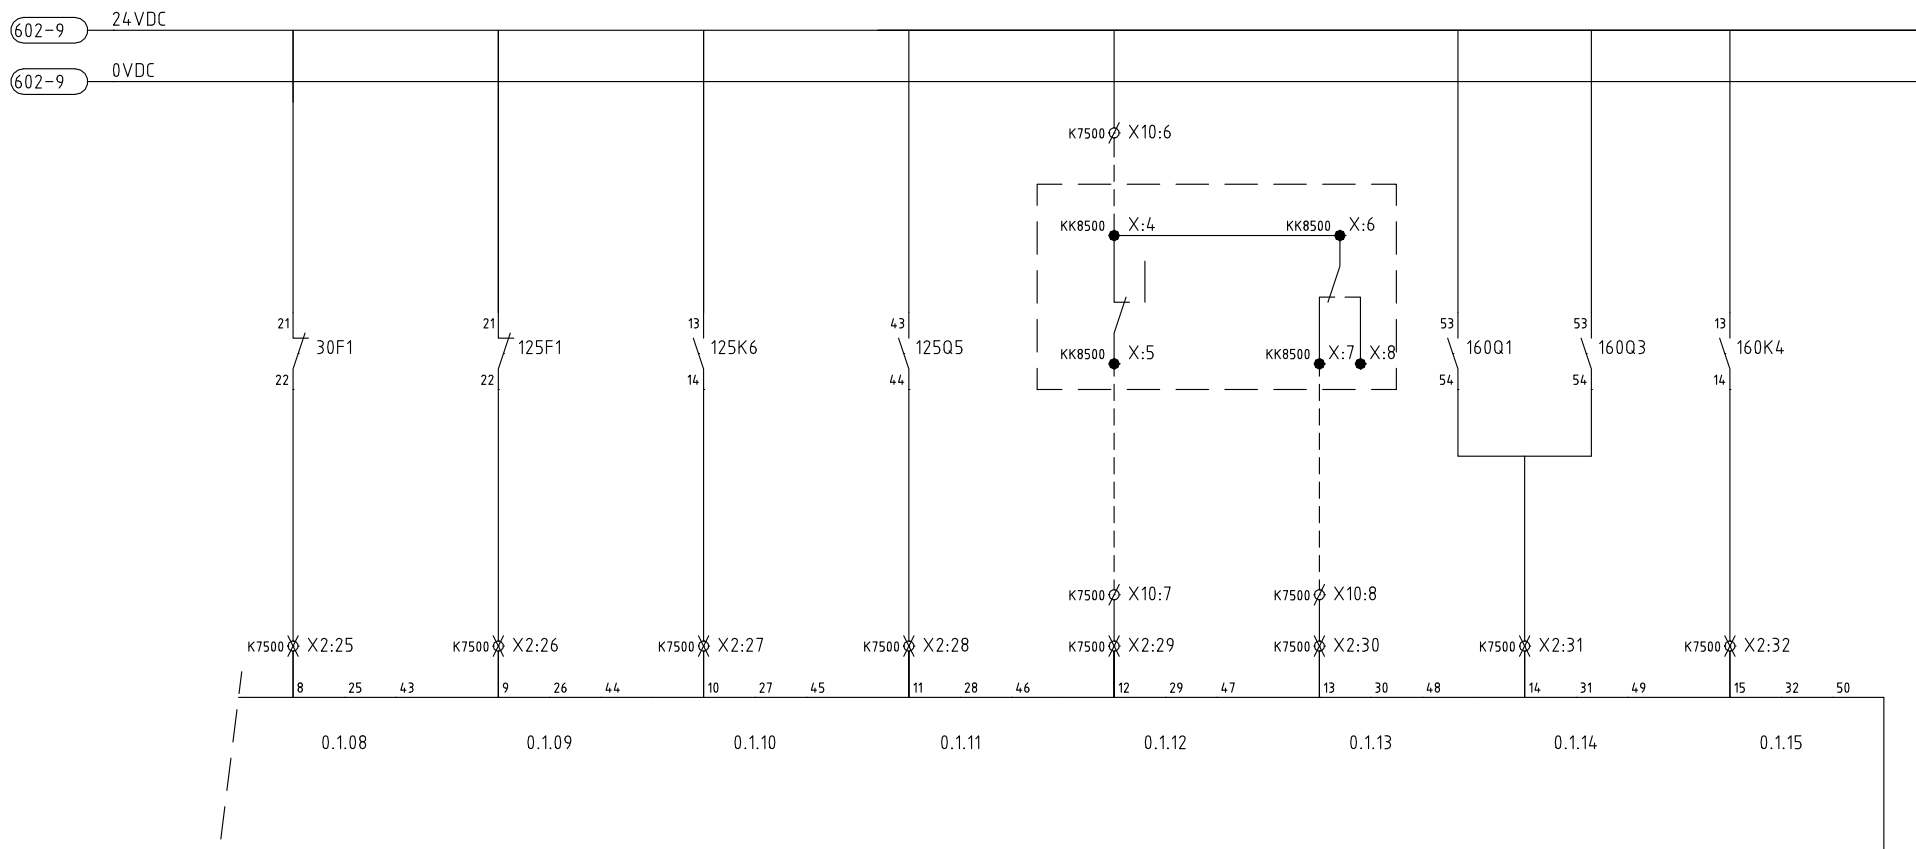 602-9 24VDC
602-9 0VDC
K7500 X10:6
KK8500 X:4 KK8500 X:6
21 21 13 43 53 53 13
30F1 125F1 125K6 125Q5 KK8500 X:5 KK8500 X:7 X:8 160Q1 160Q3 160K4
22 22 14 44 54 54 14
K7500 X10:7 K7500 X10:8
K7500 X2:25 K7500 X2:26 K7500 X2:27 K7500 X2:28 K7500 X2:29 K7500 X2:30 K7500 X2:31 K7500 X2:32
8 25 43 9 26 44 10 27 45 11 28 46 12 29 47 13 30 48 14 31 49 15 32 50
0.1.08 0.1.09 0.1.10 0.1.11 0.1.12 0.1.13 0.1.14 0.1.15